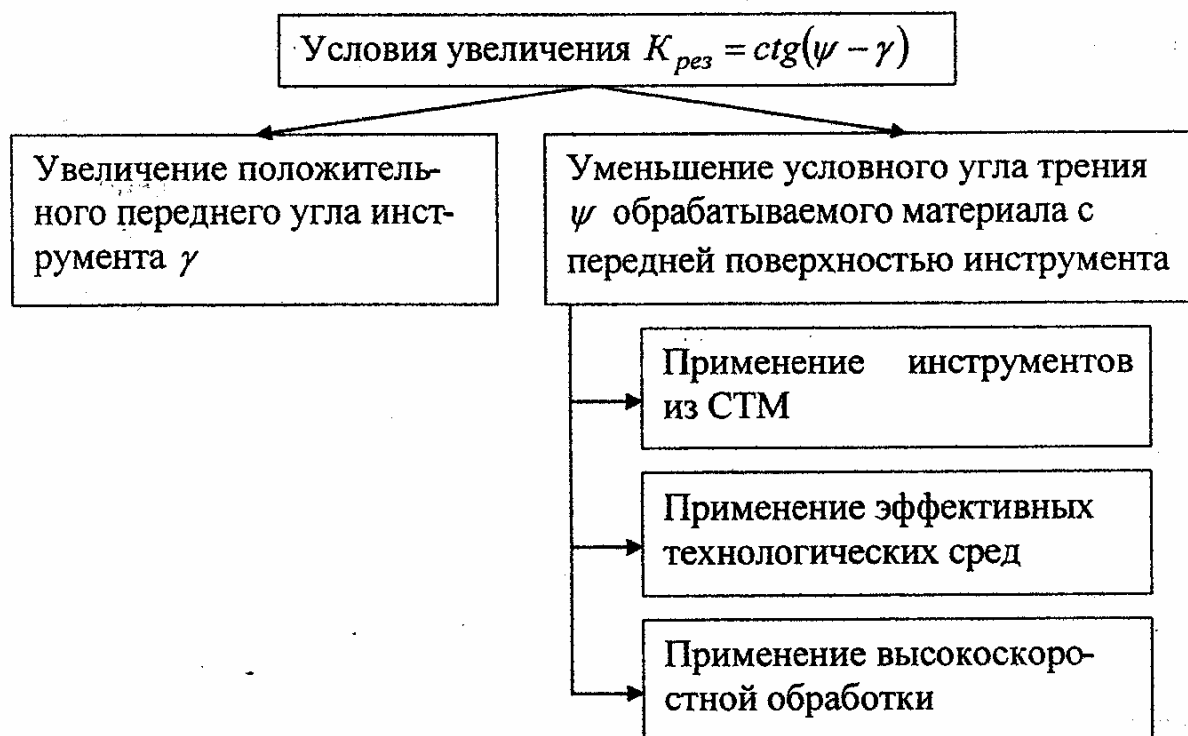 Условия увеличения K_рез = ctg(ψ − γ)
Увеличение положитель-
ного переднего угла инст-
румента γ
Уменьшение условного угла трения
ψ обрабатываемого материала с
передней поверхностью инструмента
Применение инструментов
из СТМ
Применение эффективных
технологических сред
Применение высокоскоро-
стной обработки